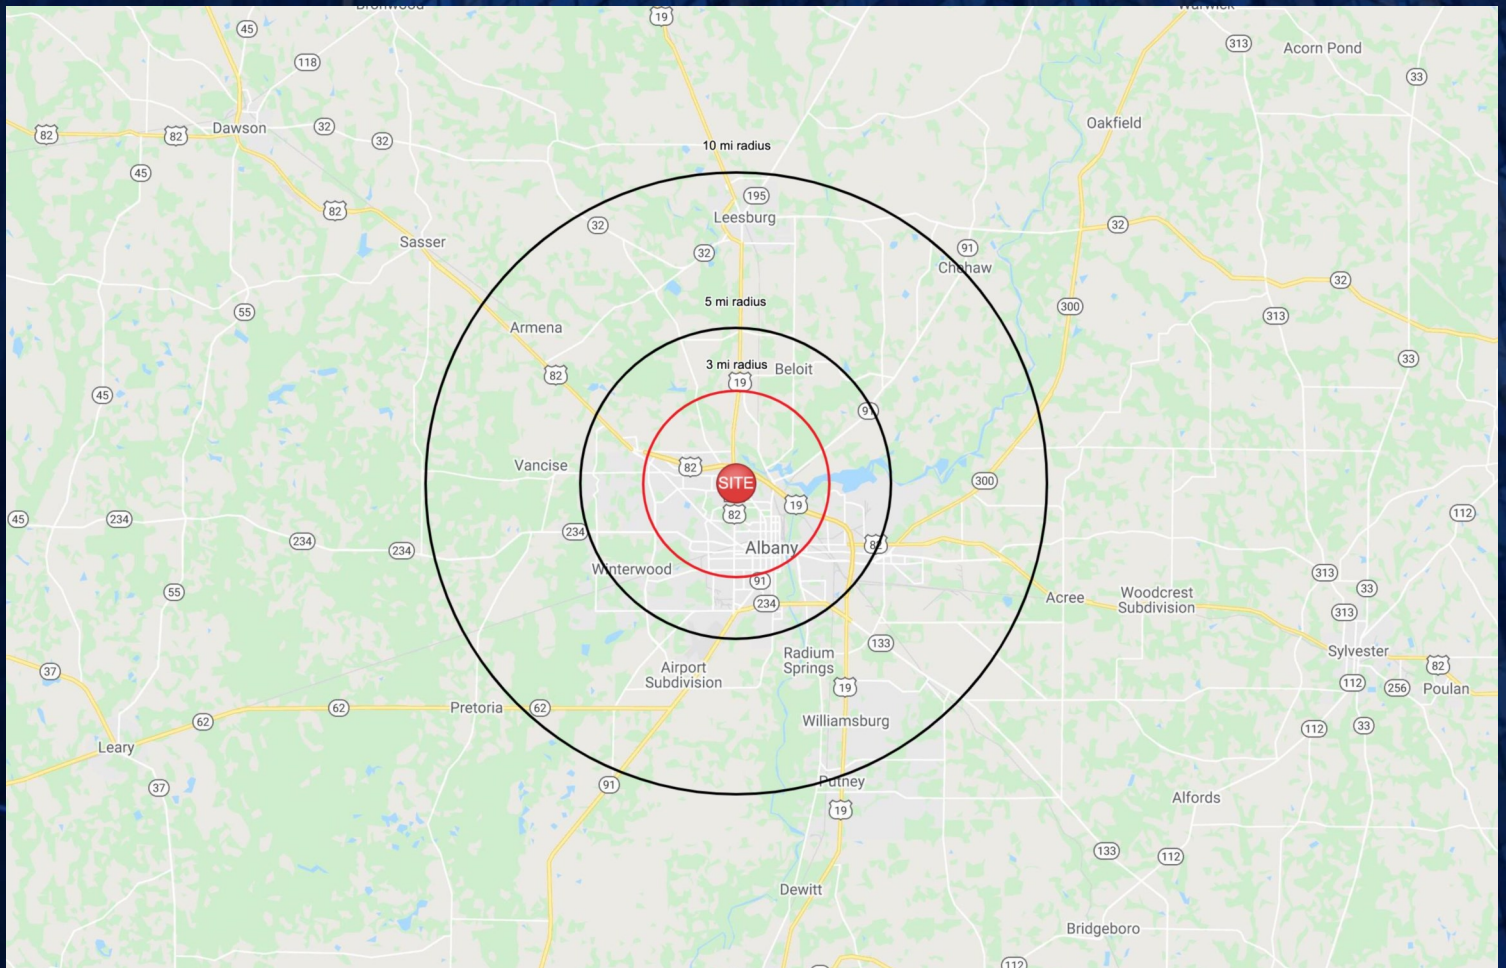 Bronwood
19
Warwick
45
313
Acorn Pond
118
33
82
82
Dawson
32
32
Oakfield
10 mi radius
45
195
82
Leesburg
32
32
Sasser
32
91
Chehaw
32
5 mi radius
300
55
Armena
313
33
3 mi radius
Beloit
82
19
45
91
Vancise
82
SITE
300
19
82
45
234
112
234
234
234
Albany
82
Winterwood
313
91
33
55
Acree
Woodcrest
Subdivision
234
313
133
Radium
Springs
Sylvester
Airport
Subdivision
82
37
19
112
256
Poulan
62
62
Pretoria
62
Williamsburg
112
33
Leary
Putney
37
91
Alfords
19
133
112
Dewitt
Bridgeboro
112